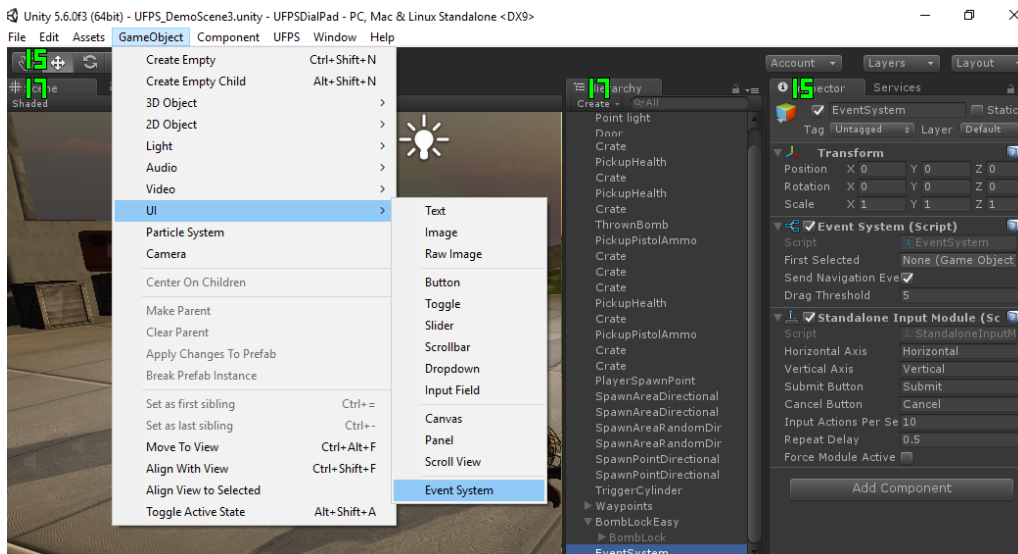 Unity 5.6.0f3 (64bit) - UFPS_DemoScene3.unity - UFPSDialPad - PC, Mac & Linux Standalone <DX9>
File Edit Assets GameObject Component UFPS Window Help
15
Account Layers Layout
17
Shaded
Create Empty Ctrl+Shift+N
Create Empty Child Alt+Shift+N
3D Object
2D Object
Light
Audio
Video
UI
Particle System
Camera
Center On Children
Make Parent
Clear Parent
Apply Changes To Prefab
Break Prefab Instance
Set as first sibling Ctrl+=
Set as last sibling Ctrl+-
Move To View Ctrl+Alt+F
Align With View Ctrl+Shift+F
Align View to Selected
Toggle Active State Alt+Shift+A
Text
Image
Raw Image
Button
Toggle
Slider
Scrollbar
Dropdown
Input Field
Canvas
Panel
Scroll View
Event System
17
Create All
Point light
Door
Crate
PickupHealth
Crate
PickupHealth
Crate
ThrownBomb
PickupPistolAmmo
Crate
Crate
Crate
PickupHealth
Crate
PickupPistolAmmo
Crate
Crate
PlayerSpawnPoint
SpawnAreaDirectional
SpawnAreaDirectional
SpawnAreaRandomDir
SpawnAreaRandomDir
SpawnPointDirectional
SpawnPointDirectional
TriggerCylinder
Waypoints
BombLockEasy
BombLock
EventSystem
15 Services
EventSystem Static
Tag Untagged Layer Default
Transform
Position X 0 Y 0 Z 0
Rotation X 0 Y 0 Z 0
Scale X 1 Y 1 Z 1
Event System (Script)
Script EventSystem
First Selected None (Game Object
Send Navigation Eve
Drag Threshold 5
Standalone Input Module (Sc
Script StandaloneInputM
Horizontal Axis Horizontal
Vertical Axis Vertical
Submit Button Submit
Cancel Button Cancel
Input Actions Per Se 10
Repeat Delay 0.5
Force Module Active
Add Component